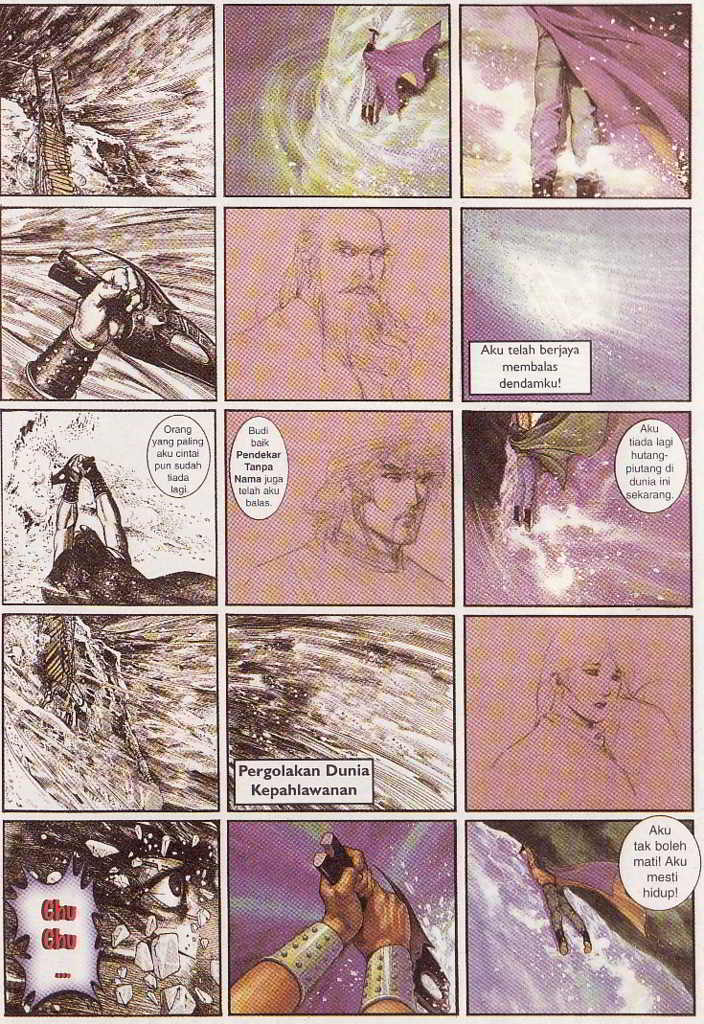 Aku telah berjaya
membalas
dendamku!
Orang
yang paling
aku cintai
pun sudah
tiada
lagi.
Budi
baik
Pendekar
Tanpa
Nama juga
telah aku
balas.
Aku
tiada lagi
hutang-
piutang di
dunia ini
sekarang.
Pergolakan Dunia
Kepahlawanan
Chu
Chu
...
Aku
tak boleh
mati! Aku
mesti
hidup!